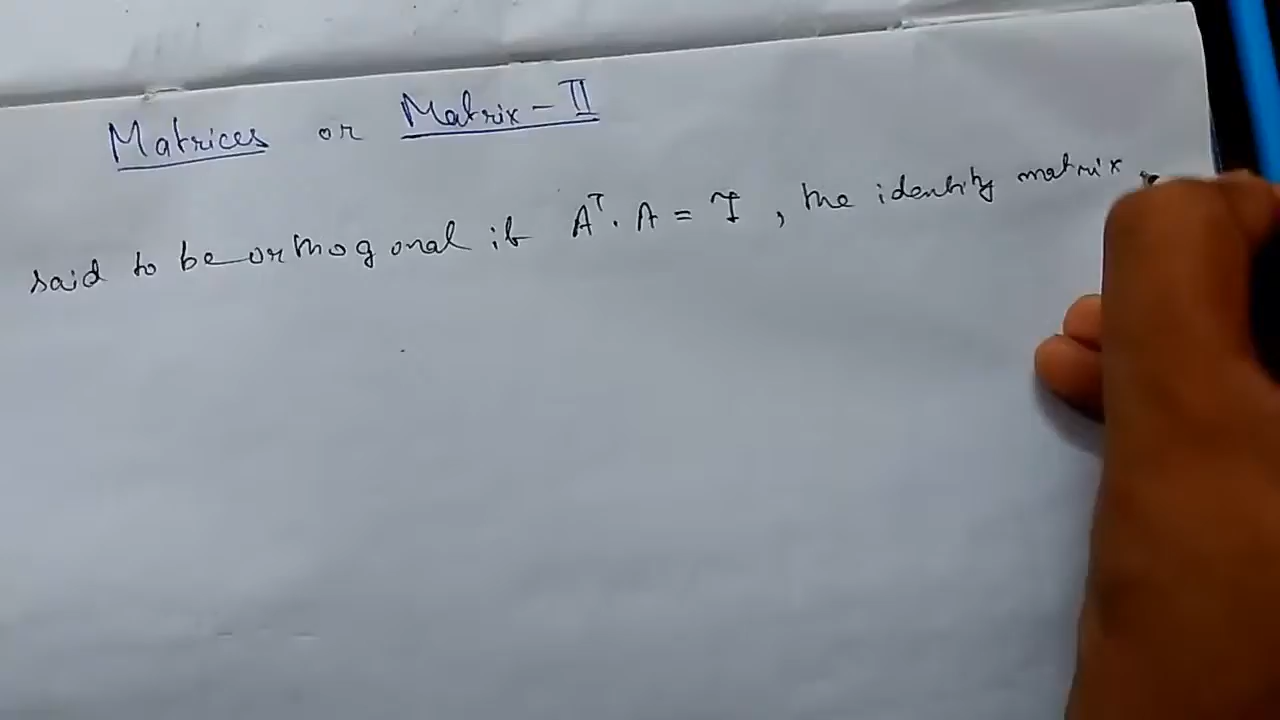 Matrices or Matrix - II
said to be orthogonal if A^T . A = I , the identity matrix